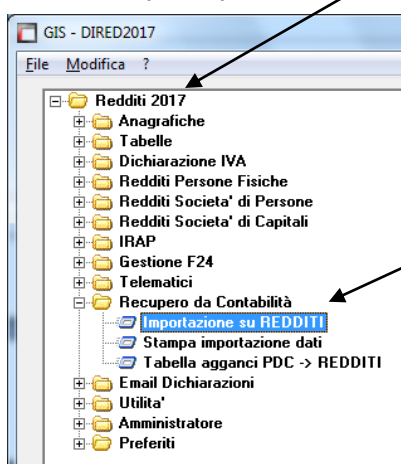 GIS - DIRED2017
File Modifica ?
Redditi 2017
Anagrafiche
Tabelle
Dichiarazione IVA
Redditi Persone Fisiche
Redditi Societa' di Persone
Redditi Societa' di Capitali
IRAP
Gestione F24
Telematici
Recupero da Contabilità
Importazione su REDDITI
Stampa importazione dati
Tabella agganci PDC -> REDDITI
Email Dichiarazioni
Utilita'
Amministratore
Preferiti